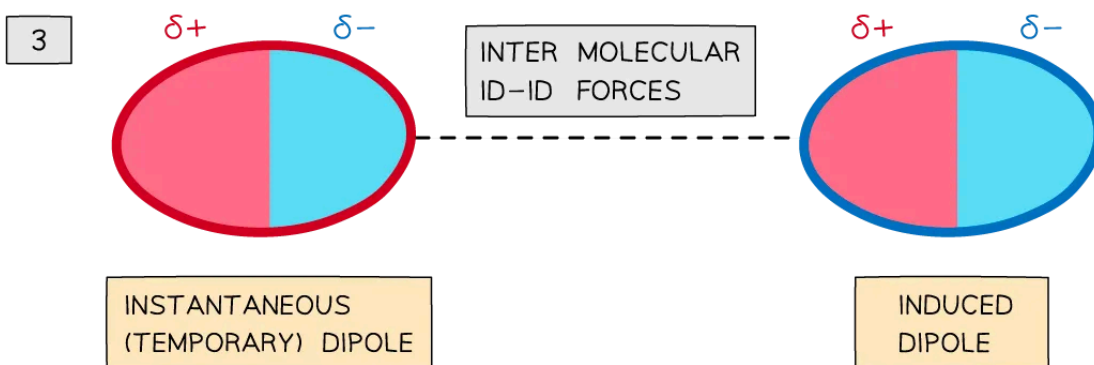 3
δ+
δ−
INTER MOLECULAR
ID–ID FORCES
δ+
δ−
INSTANTANEOUS
(TEMPORARY) DIPOLE
INDUCED
DIPOLE